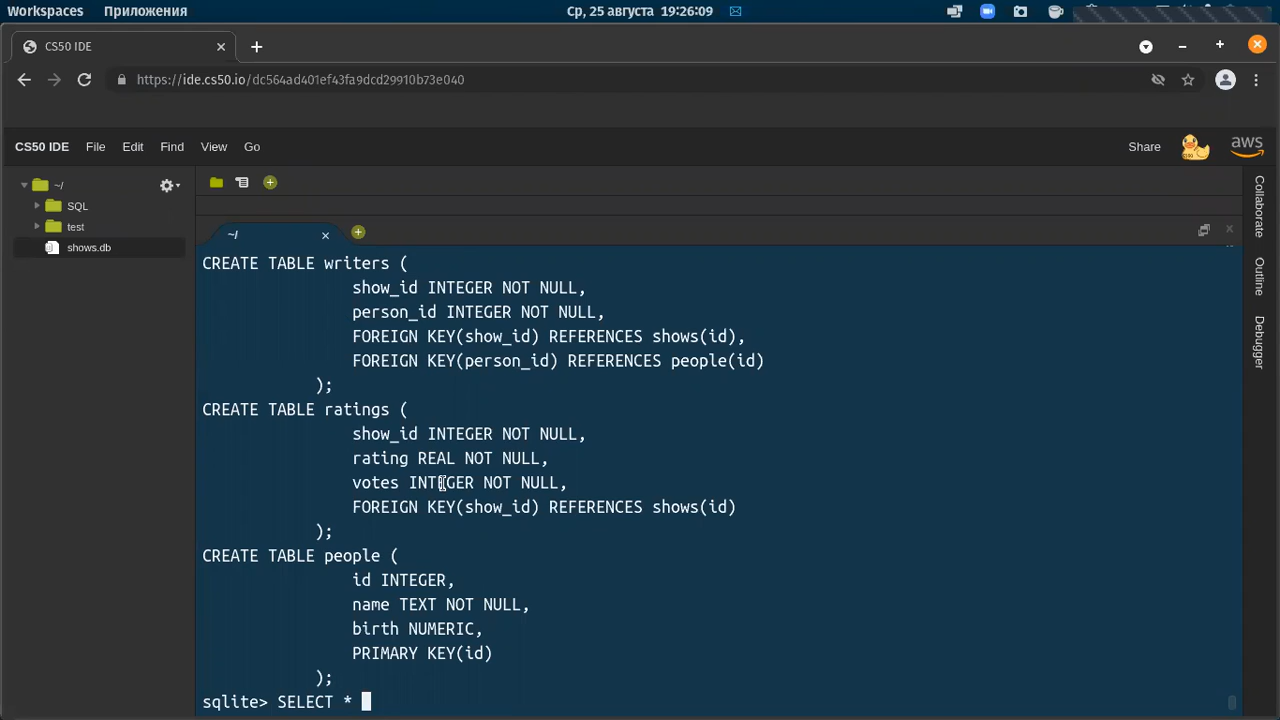 Workspaces Приложения Ср, 25 августа 19:26:09
CS50 IDE
https://ide.cs50.io/dc564ad401ef43fa9dcd29910b73e040
CS50 IDE File Edit Find View Go Share aws
~/
SQL
test
shows.db
~/
CREATE TABLE writers (
show_id INTEGER NOT NULL,
person_id INTEGER NOT NULL,
FOREIGN KEY(show_id) REFERENCES shows(id),
FOREIGN KEY(person_id) REFERENCES people(id)
);
CREATE TABLE ratings (
show_id INTEGER NOT NULL,
rating REAL NOT NULL,
votes INTEGER NOT NULL,
FOREIGN KEY(show_id) REFERENCES shows(id)
);
CREATE TABLE people (
id INTEGER,
name TEXT NOT NULL,
birth NUMERIC,
PRIMARY KEY(id)
);
sqlite> SELECT *
Collaborate
Outline
Debugger